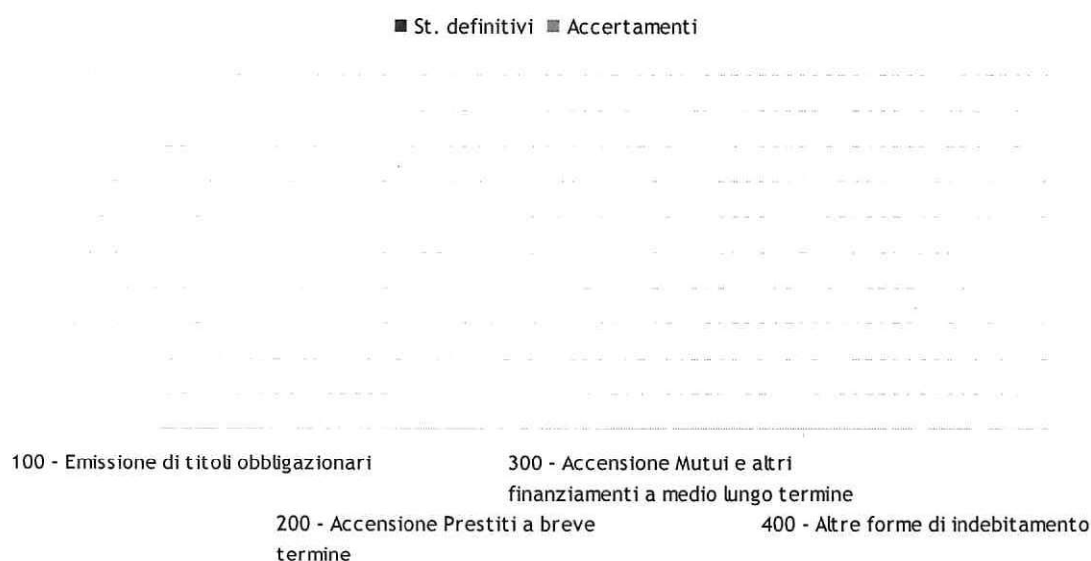 St. definitivi Accertamenti
100 - Emissione di titoli obbligazionari
200 - Accensione Prestiti a breve
termine
300 - Accensione Mutui e altri
finanziamenti a medio lungo termine
400 - Altre forme di indebitamento